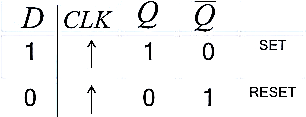 D CLK Q Q̅
1 ↑ 1 0 SET
0 ↑ 0 1 RESET